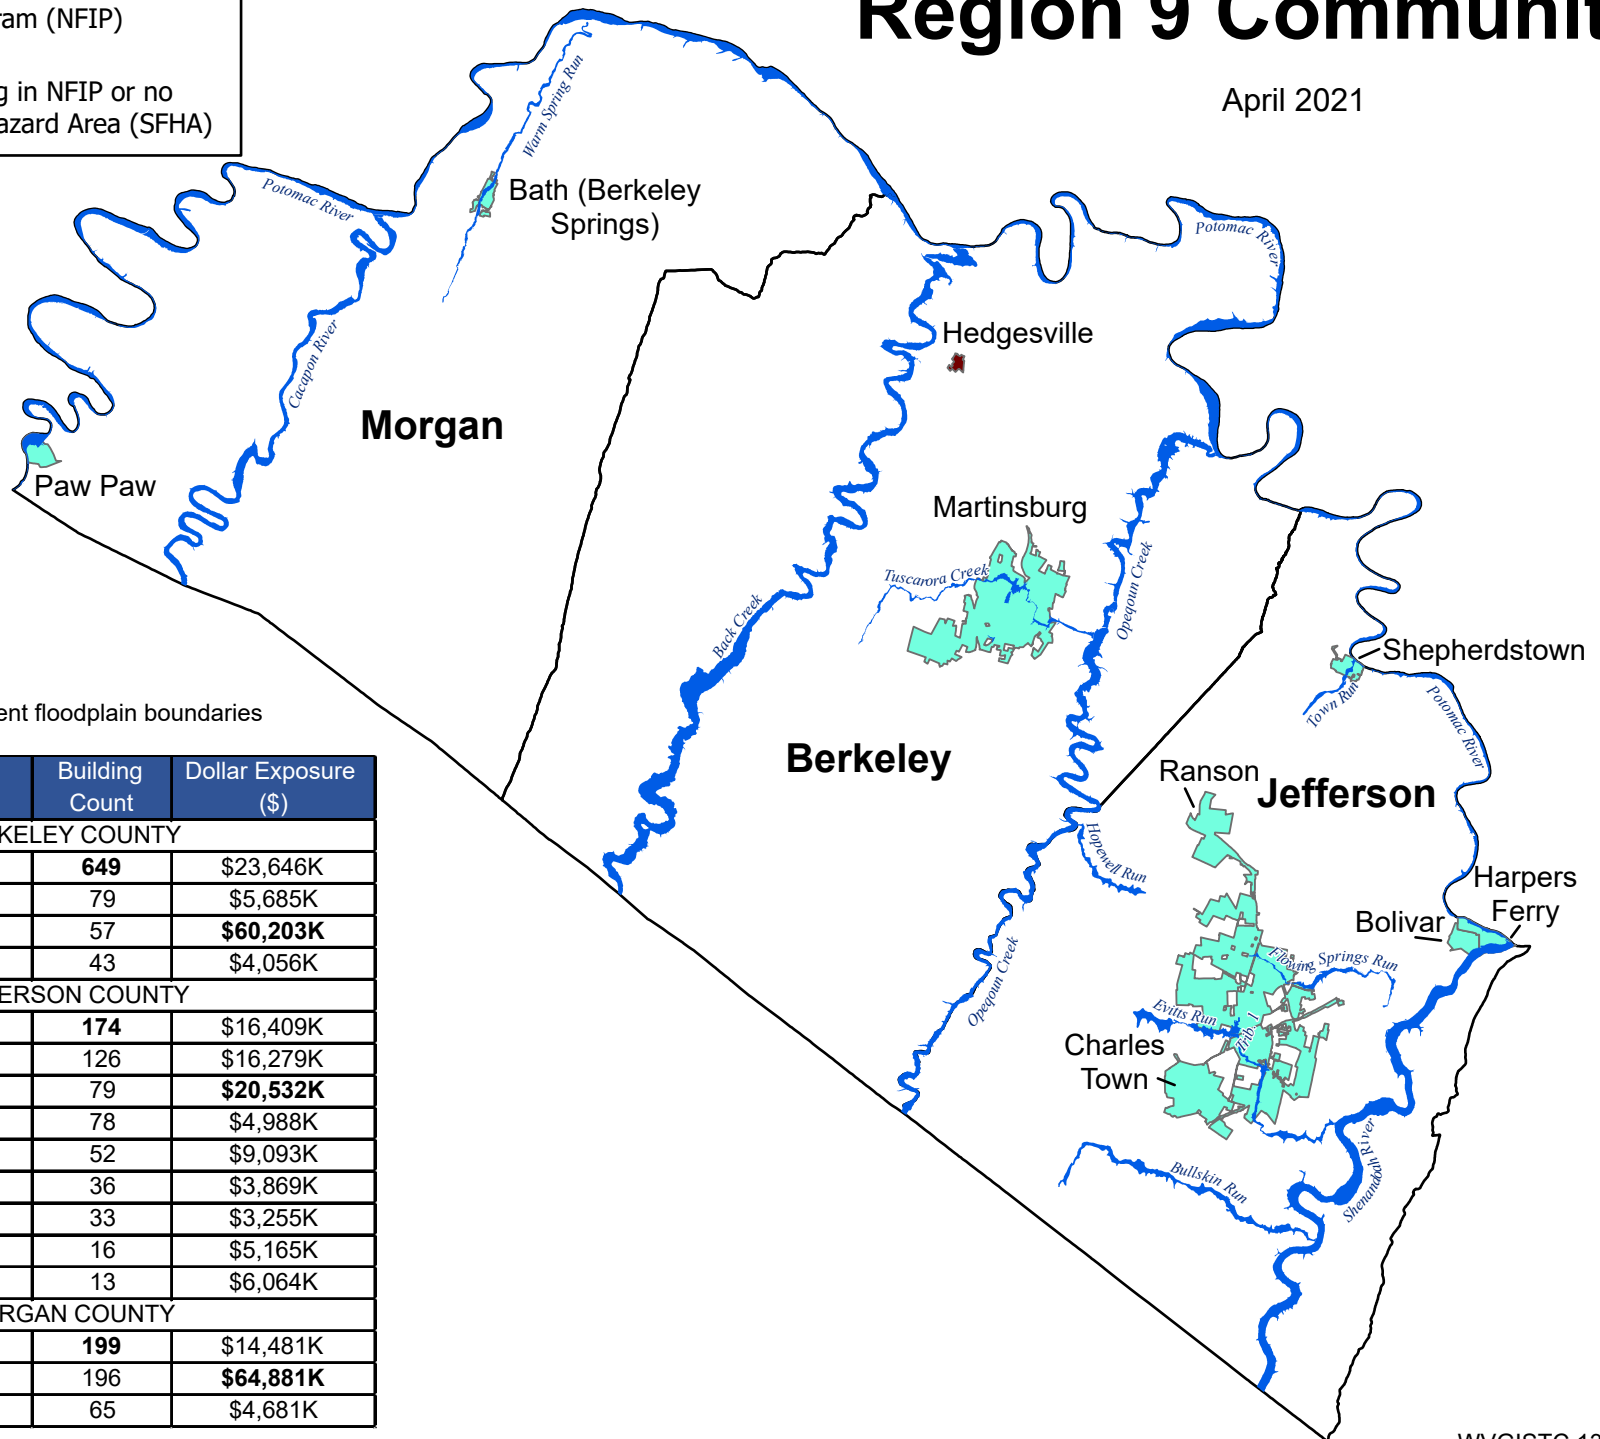 ram (NFIP)
g in NFIP or no
azard Area (SFHA)
Region 9 Communit
April 2021
Potomac River
Warm Spring Run
Bath (Berkeley
Springs)
Potomac River
Cacapon River
Hedgesville
Morgan
Paw Paw
Martinsburg
Tuscarora Creek
Opequon Creek
Back Creek
Shepherdstown
Town Run
Potomac River
Berkeley
Ranson
Jefferson
Hopewell Run
Harpers
Ferry
Bolivar
Flowing Springs Run
Opequon Creek
Evitts Run
Trib. 1
Charles
Town
Shenandoah River
Bullskin Run
ent floodplain boundaries
Building
Count
Dollar Exposure
($)
KELEY COUNTY
649 $23,646K
79 $5,685K
57 $60,203K
43 $4,056K
ERSON COUNTY
174 $16,409K
126 $16,279K
79 $20,532K
78 $4,988K
52 $9,093K
36 $3,869K
33 $3,255K
16 $5,165K
13 $6,064K
RGAN COUNTY
199 $14,481K
196 $64,881K
65 $4,681K